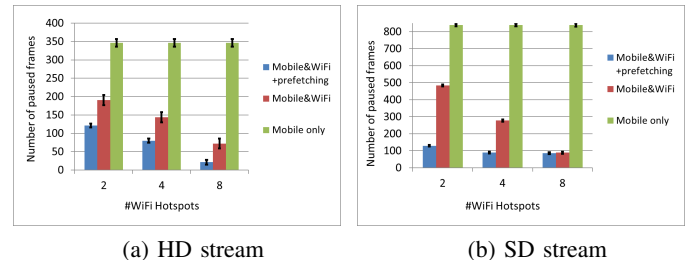 Number of paused frames
400
350
300
250
200
150
100
50
0
2
4
8
#WiFi Hotspots
Mobile&WiFi
+prefetching
Mobile&WiFi
Mobile only
(a) HD stream
Number of paused frames
800
700
600
500
400
300
200
100
0
2
4
8
#WiFi Hotspots
Mobile&WiFi
+prefetching
Mobile&WiFi
Mobile only
(b) SD stream